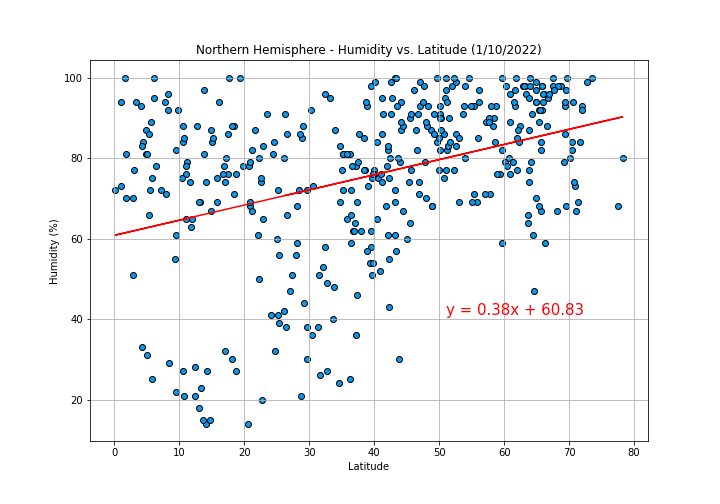 Northern Hemisphere - Humidity vs. Latitude (1/10/2022)
100
80
60
40
20
Humidity (%)
y = 0.38x + 60.83
0 10 20 30 40 50 60 70 80
Latitude